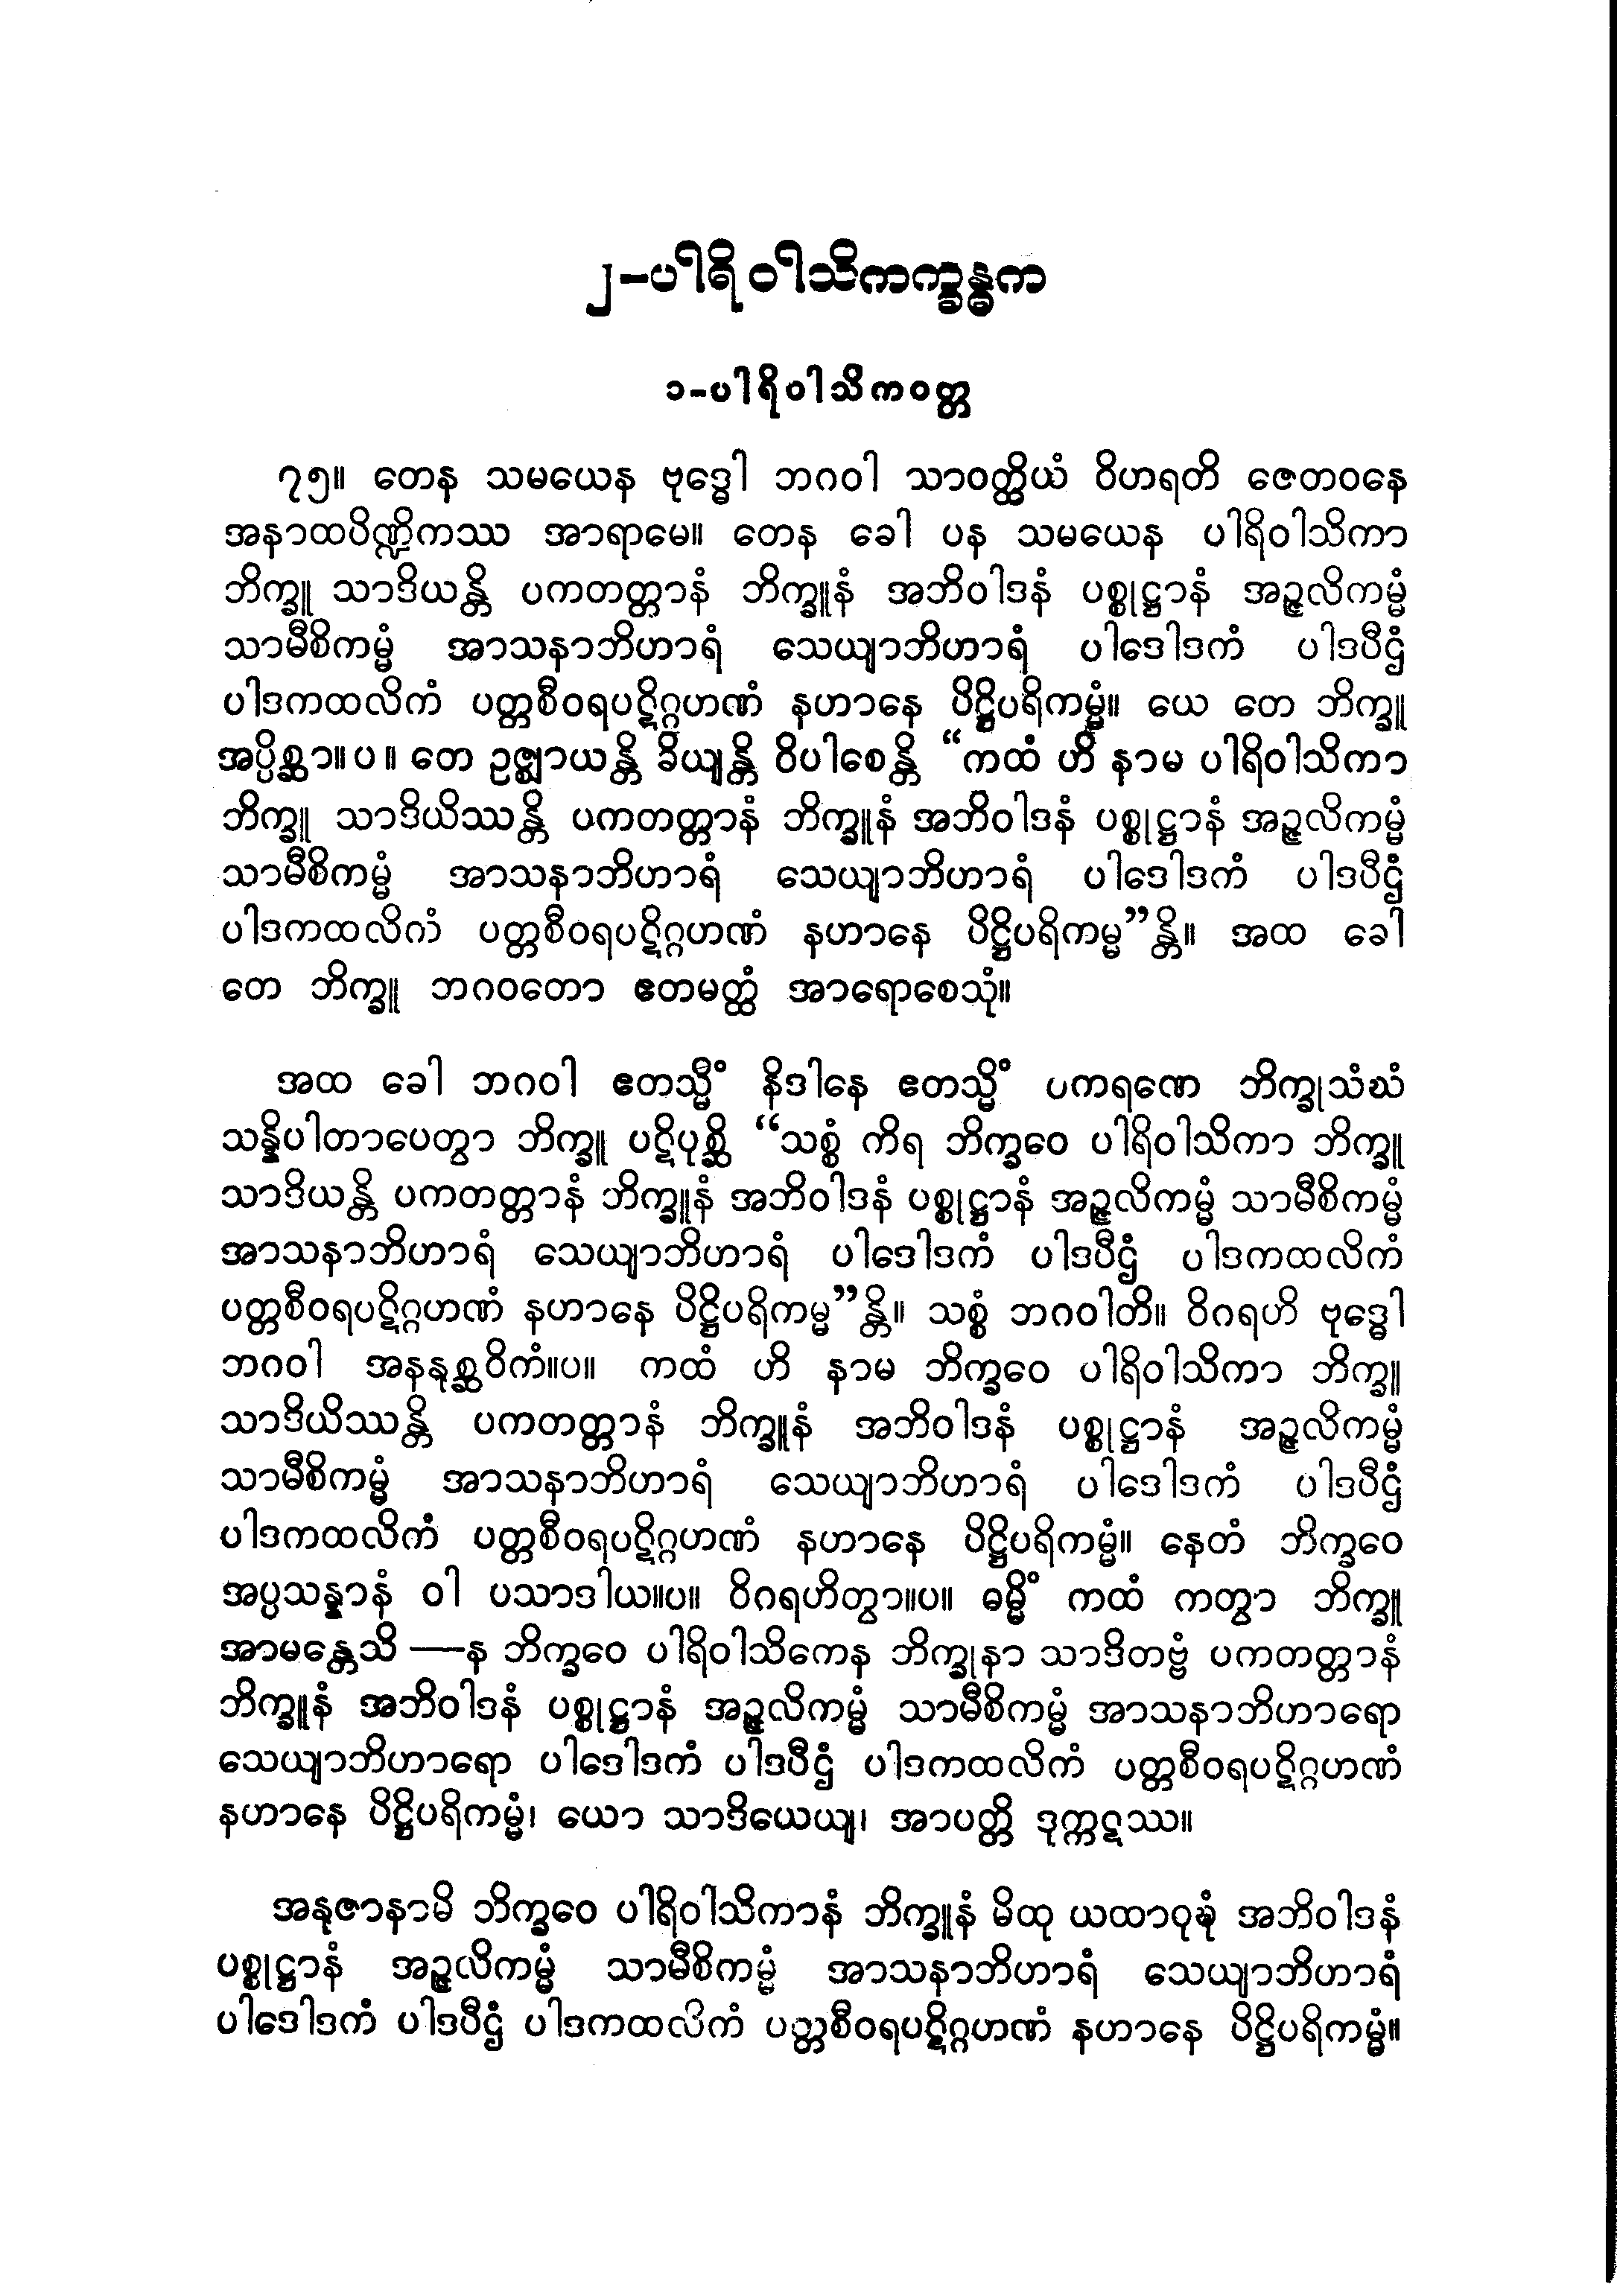 ၂-ပါရိဝါသိကက္ခန္ဓက
၁-ပါရိဝါသိကဝတ္တ
၇၅။ တေန သမယေန ဗုဒ္ဓေါ ဘဂဝါ သာဝတ္ထိယံ ဝိဟရတိ ဇေတဝနေ
အနာထပိဏ္ဍိကဿ အာရာမေ။ တေန ခေါ ပန သမယေန ပါရိဝါသိကာ
ဘိက္ခူ သာဒိယန္တိ ပကတတ္တာနံ ဘိက္ခူနံ အဘိဝါဒနံ ပစ္စုဋ္ဌာနံ အဉ္ဇလိကမ္မံ
သာမီစိကမ္မံ အာသနာဘိဟာရံ သေယျာဘိဟာရံ ပါဒေါဒကံ ပါဒပီဌံ
ပါဒကထလိကံ ပတ္တစီဝရပဋိဂ္ဂဟဏံ နဟာနေ ပိဋ္ဌိပရိကမ္မံ။ ယေ တေ ဘိက္ခူ
အပ္ပိစ္ဆာ။ပ။ တေ ဥဇ္ဈာယန္တိ ခိယျန္တိ ဝိပါစေန္တိ “ကထံ ဟိ နာမ ပါရိဝါသိကာ
ဘိက္ခူ သာဒိယိဿန္တိ ပကတတ္တာနံ ဘိက္ခူနံ အဘိဝါဒနံ ပစ္စုဋ္ဌာနံ အဉ္ဇလိကမ္မံ
သာမီစိကမ္မံ အာသနာဘိဟာရံ သေယျာဘိဟာရံ ပါဒေါဒကံ ပါဒပီဌံ
ပါဒကထလိကံ ပတ္တစီဝရပဋိဂ္ဂဟဏံ နဟာနေ ပိဋ္ဌိပရိကမ္မ”န္တိ။ အထ ခေါ
တေ ဘိက္ခူ ဘဂဝတော ဧတမတ္ထံ အာရောစေသုံ။
အထ ခေါ ဘဂဝါ ဧတသ္မိံ နိဒါနေ ဧတသ္မိံ ပကရဏေ ဘိက္ခုသံဃံ
သန္နိပါတာပေတွာ ဘိက္ခူ ပဋိပုစ္ဆိ “သစ္စံ ကိရ ဘိက္ခဝေ ပါရိဝါသိကာ ဘိက္ခူ
သာဒိယန္တိ ပကတတ္တာနံ ဘိက္ခူနံ အဘိဝါဒနံ ပစ္စုဋ္ဌာနံ အဉ္ဇလိကမ္မံ သာမီစိကမ္မံ
အာသနာဘိဟာရံ သေယျာဘိဟာရံ ပါဒေါဒကံ ပါဒပီဌံ ပါဒကထလိကံ
ပတ္တစီဝရပဋိဂ္ဂဟဏံ နဟာနေ ပိဋ္ဌိပရိကမ္မ”န္တိ။ သစ္စံ ဘဂဝါတိ။ ဝိဂရဟိ ဗုဒ္ဓေါ
ဘဂဝါ အနနုစ္ဆဝိကံ။ပ။ ကထံ ဟိ နာမ ဘိက္ခဝေ ပါရိဝါသိကာ ဘိက္ခူ
သာဒိယိဿန္တိ ပကတတ္တာနံ ဘိက္ခူနံ အဘိဝါဒနံ ပစ္စုဋ္ဌာနံ အဉ္ဇလိကမ္မံ
သာမီစိကမ္မံ အာသနာဘိဟာရံ သေယျာဘိဟာရံ ပါဒေါဒကံ ပါဒပီဌံ
ပါဒကထလိကံ ပတ္တစီဝရပဋိဂ္ဂဟဏံ နဟာနေ ပိဋ္ဌိပရိကမ္မံ။ နေတံ ဘိက္ခဝေ
အပ္ပသန္နာနံ ဝါ ပသာဒါယ။ပ။ ဝိဂရဟိတွာ။ပ။ ဓမ္မိံ ကထံ ကတွာ ဘိက္ခူ
အာမန္တေသိ —န ဘိက္ခဝေ ပါရိဝါသိကေန ဘိက္ခုနာ သာဒိတဗ္ဗံ ပကတတ္တာနံ
ဘိက္ခူနံ အဘိဝါဒနံ ပစ္စုဋ္ဌာနံ အဉ္ဇလိကမ္မံ သာမီစိကမ္မံ အာသနာဘိဟာရော
သေယျာဘိဟာရော ပါဒေါဒကံ ပါဒပီဌံ ပါဒကထလိကံ ပတ္တစီဝရပဋိဂ္ဂဟဏံ
နဟာနေ ပိဋ္ဌိပရိကမ္မံ၊ ယော သာဒိယေယျ၊ အာပတ္တိ ဒုက္ကဋဿ။
အနုဇာနာမိ ဘိက္ခဝေ ပါရိဝါသိကာနံ ဘိက္ခူနံ မိထု ယထာဝုဍ္ဎံ အဘိဝါဒနံ
ပစ္စုဋ္ဌာနံ အဉ္ဇလိကမ္မံ သာမီစိကမ္မံ အာသနာဘိဟာရံ သေယျာဘိဟာရံ
ပါဒေါဒကံ ပါဒပီဌံ ပါဒကထလိကံ ပတ္တစီဝရပဋိဂ္ဂဟဏံ နဟာနေ ပိဋ္ဌိပရိကမ္မံ။